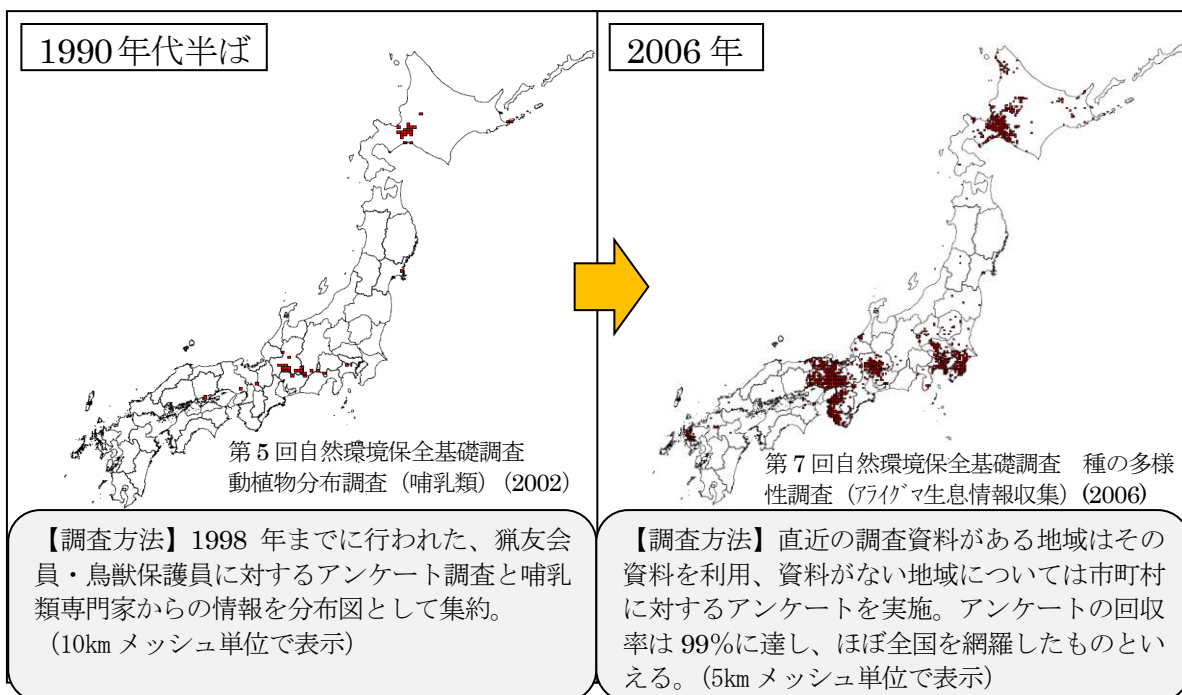 1990年代半ば
第5回自然環境保全基礎調査
動植物分布調査（哺乳類）(2002)
【調査方法】1998 年までに行われた、猟友会
員・鳥獣保護員に対するアンケート調査と哺乳
類専門家からの情報を分布図として集約。
（10km メッシュ単位で表示）
2006年
第7回自然環境保全基礎調査　種の多様
性調査（ｱﾗｲｸﾞﾏ生息情報収集）(2006)
【調査方法】直近の調査資料がある地域はその
資料を利用、資料がない地域については市町村
に対するアンケートを実施。アンケートの回収
率は 99％に達し、ほぼ全国を網羅したものとい
える。（5km メッシュ単位で表示）